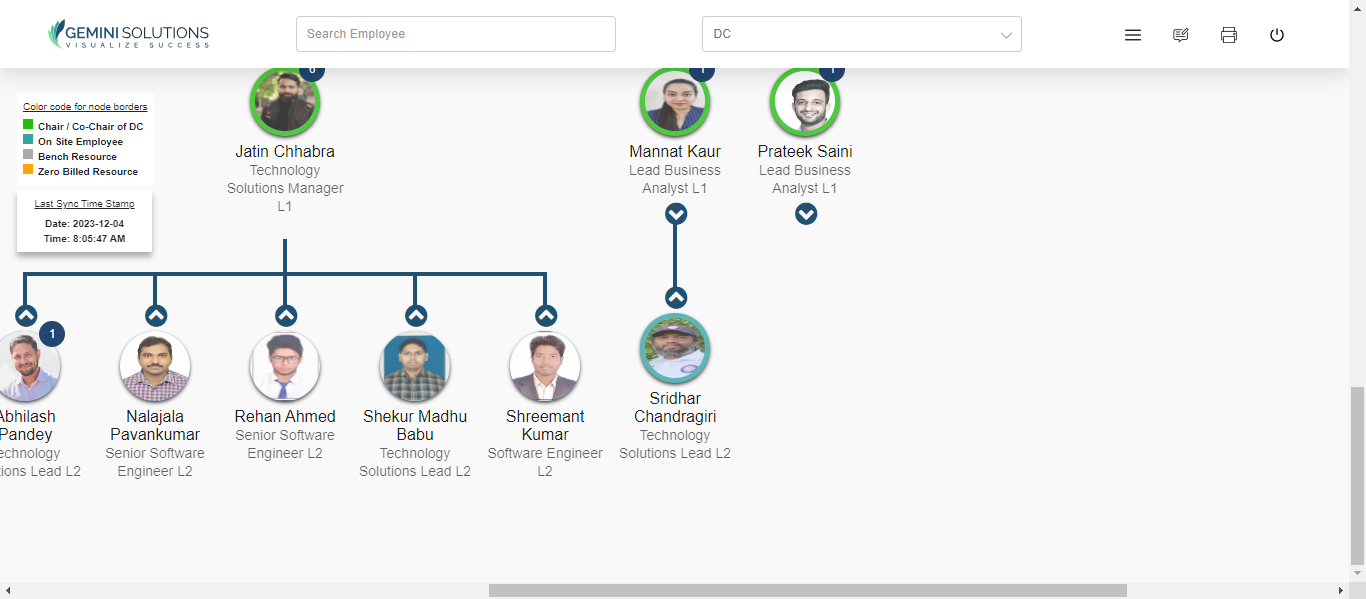 GEMINI SOLUTIONS
VISUALIZE SUCCESS
Search Employee
DC
Color code for node borders
Chair / Co-Chair of DC
On Site Employee
Bench Resource
Zero Billed Resource
Last Sync Time Stamp
Date: 2023-12-04
Time: 8:05:47 AM
6
Jatin Chhabra
Technology
Solutions Manager
L1
1
Mannat Kaur
Lead Business
Analyst L1
1
Prateek Saini
Lead Business
Analyst L1
1
Abhilash
Pandey
echnology
ions Lead L2
Nalajala
Pavankumar
Senior Software
Engineer L2
Rehan Ahmed
Senior Software
Engineer L2
Shekur Madhu
Babu
Technology
Solutions Lead L2
Shreemant
Kumar
Software Engineer
L2
Sridhar
Chandragiri
Technology
Solutions Lead L2